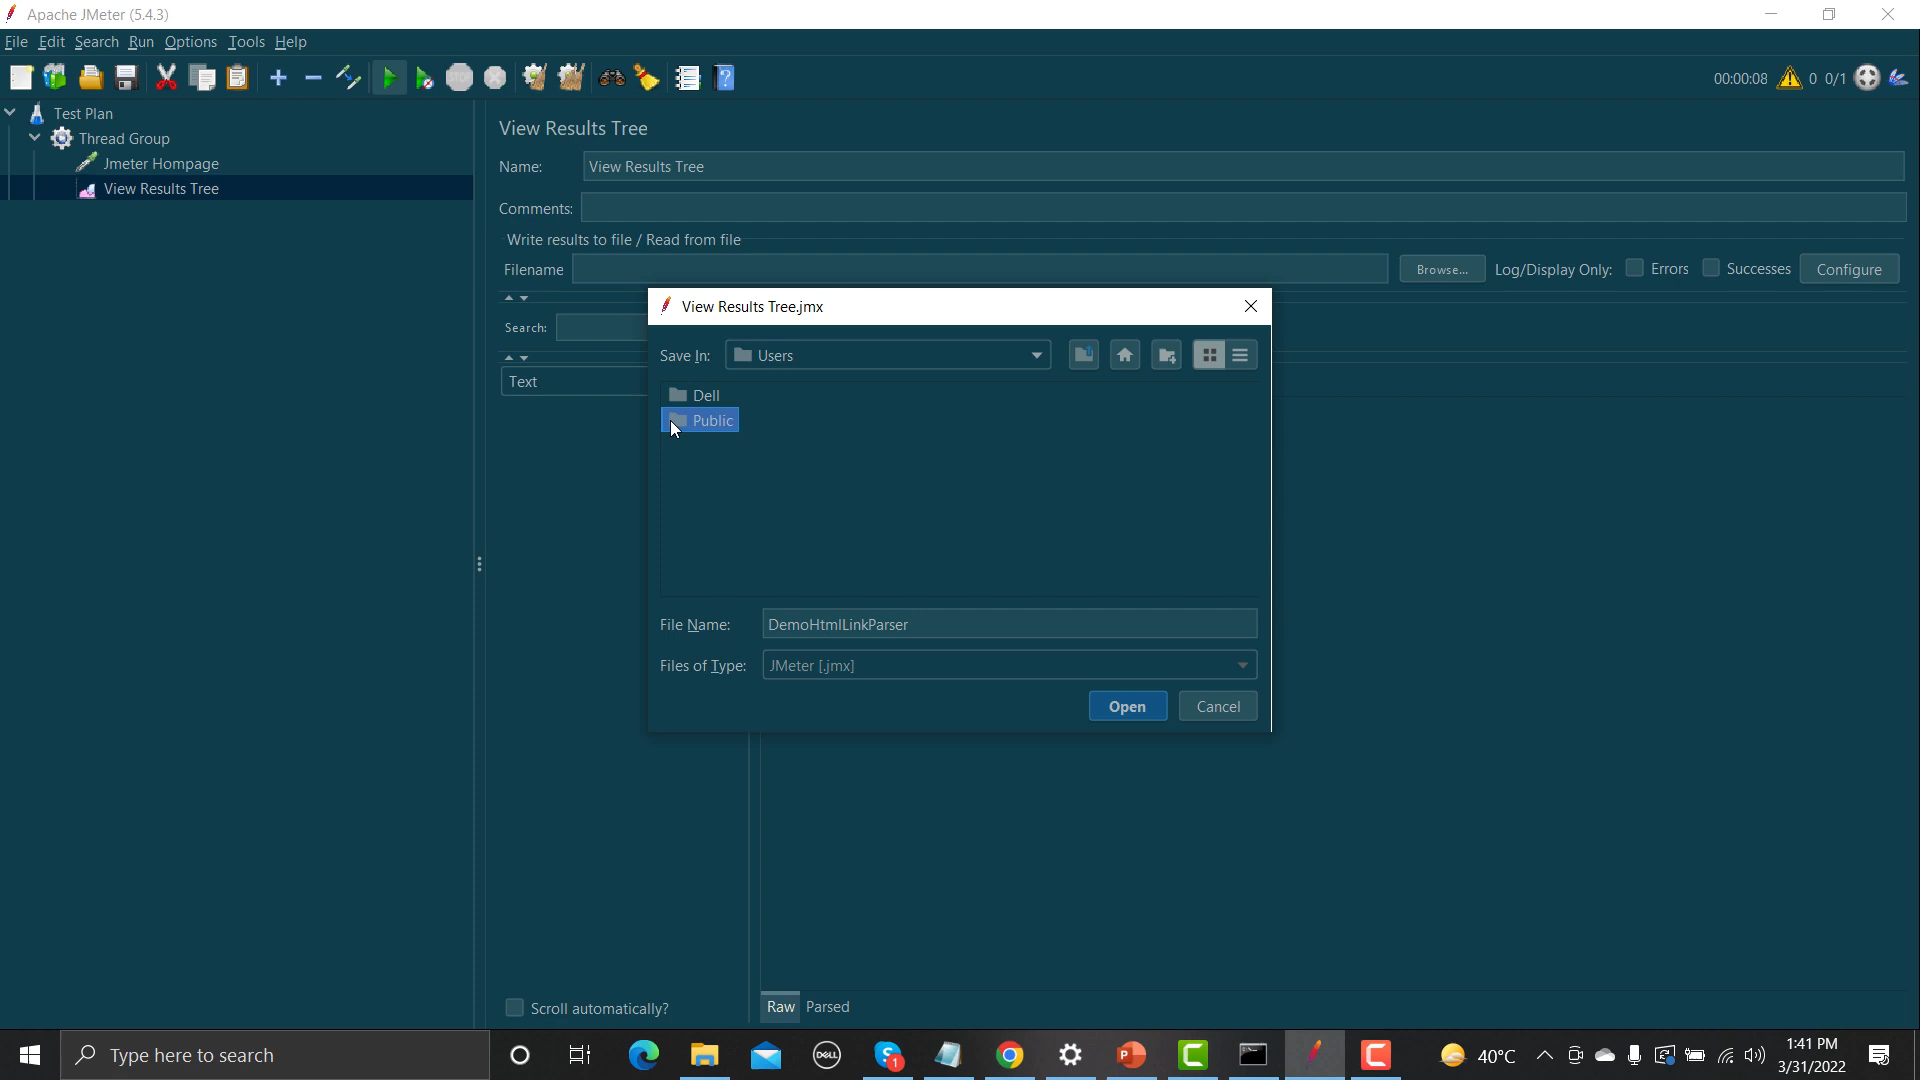 Apache JMeter (5.4.3)
File Edit Search Run Options Tools Help
STOP
00:00:08 0 0/1
Test Plan
Thread Group
Jmeter Hompage
View Results Tree
View Results Tree
Name: View Results Tree
Comments:
Write results to file / Read from file
Filename Browse... Log/Display Only: Errors Successes Configure
Search:
Text
View Results Tree.jmx
Save In: Users
Dell
Public
File Name: DemoHtmlLinkParser
Files of Type: JMeter [.jmx]
Open Cancel
Scroll automatically?
Raw Parsed
Type here to search
DELL
1
40°C
1:41 PM
3/31/2022